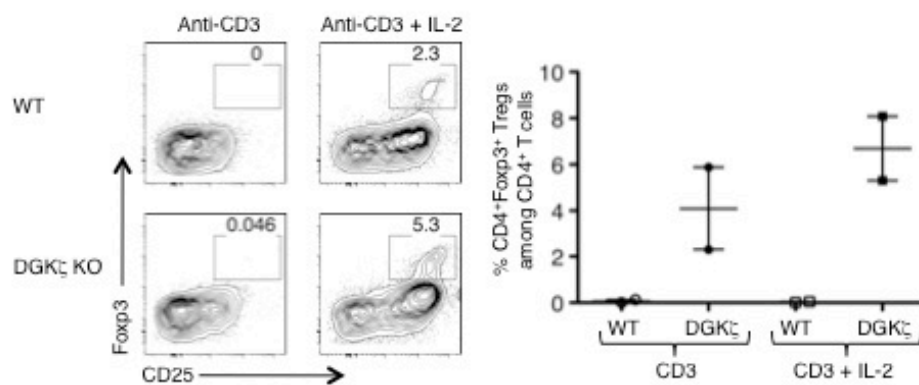 Anti-CD3
Anti-CD3 + IL-2
WT
0
2.3
DGKζ KO
0.046
5.3
Foxp3
CD25
% CD4⁺Foxp3⁺ Tregs
among CD4⁺ T cells
10
8
6
4
2
0
WT
DGKζ
WT
DGKζ
CD3
CD3 + IL-2